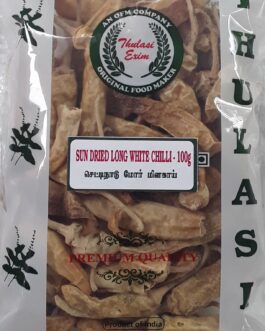 AN OFM COMPANY
Thulasi
Exim
ORIGINAL FOOD MAKER
THULASI
SUN DRIED LONG WHITE CHILLI - 100g
செட்டிநாடு மோர் மிளகாய்
PREMIUM QUALITY
(Product of India)